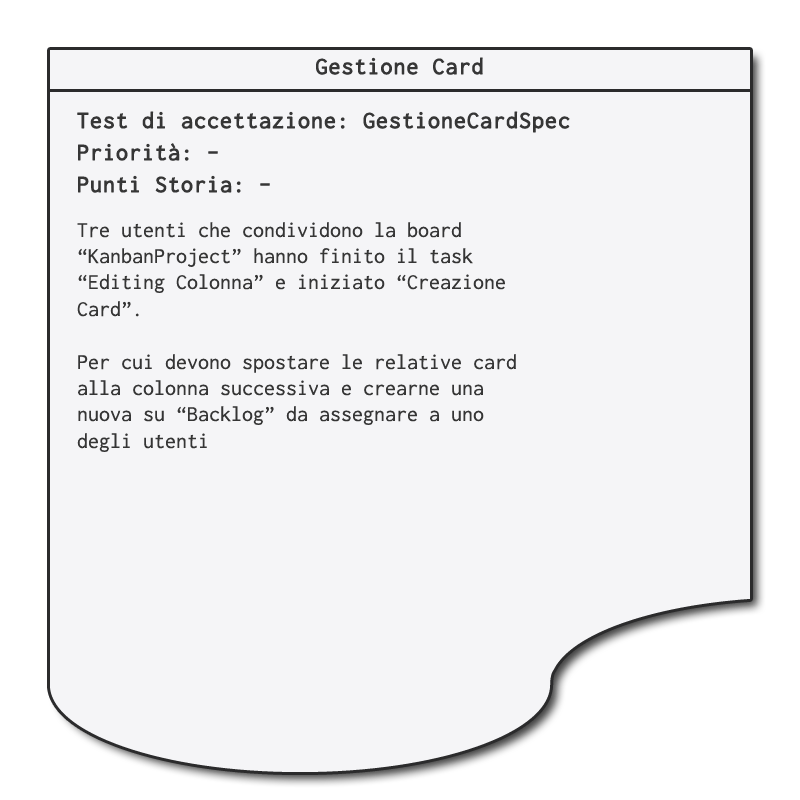 Gestione Card
Test di accettazione: GestioneCardSpec
Priorità: -
Punti Storia: -
Tre utenti che condividono la board
“KanbanProject” hanno finito il task
“Editing Colonna” e iniziato “Creazione
Card”.
Per cui devono spostare le relative card
alla colonna successiva e crearne una
nuova su “Backlog” da assegnare a uno
degli utenti